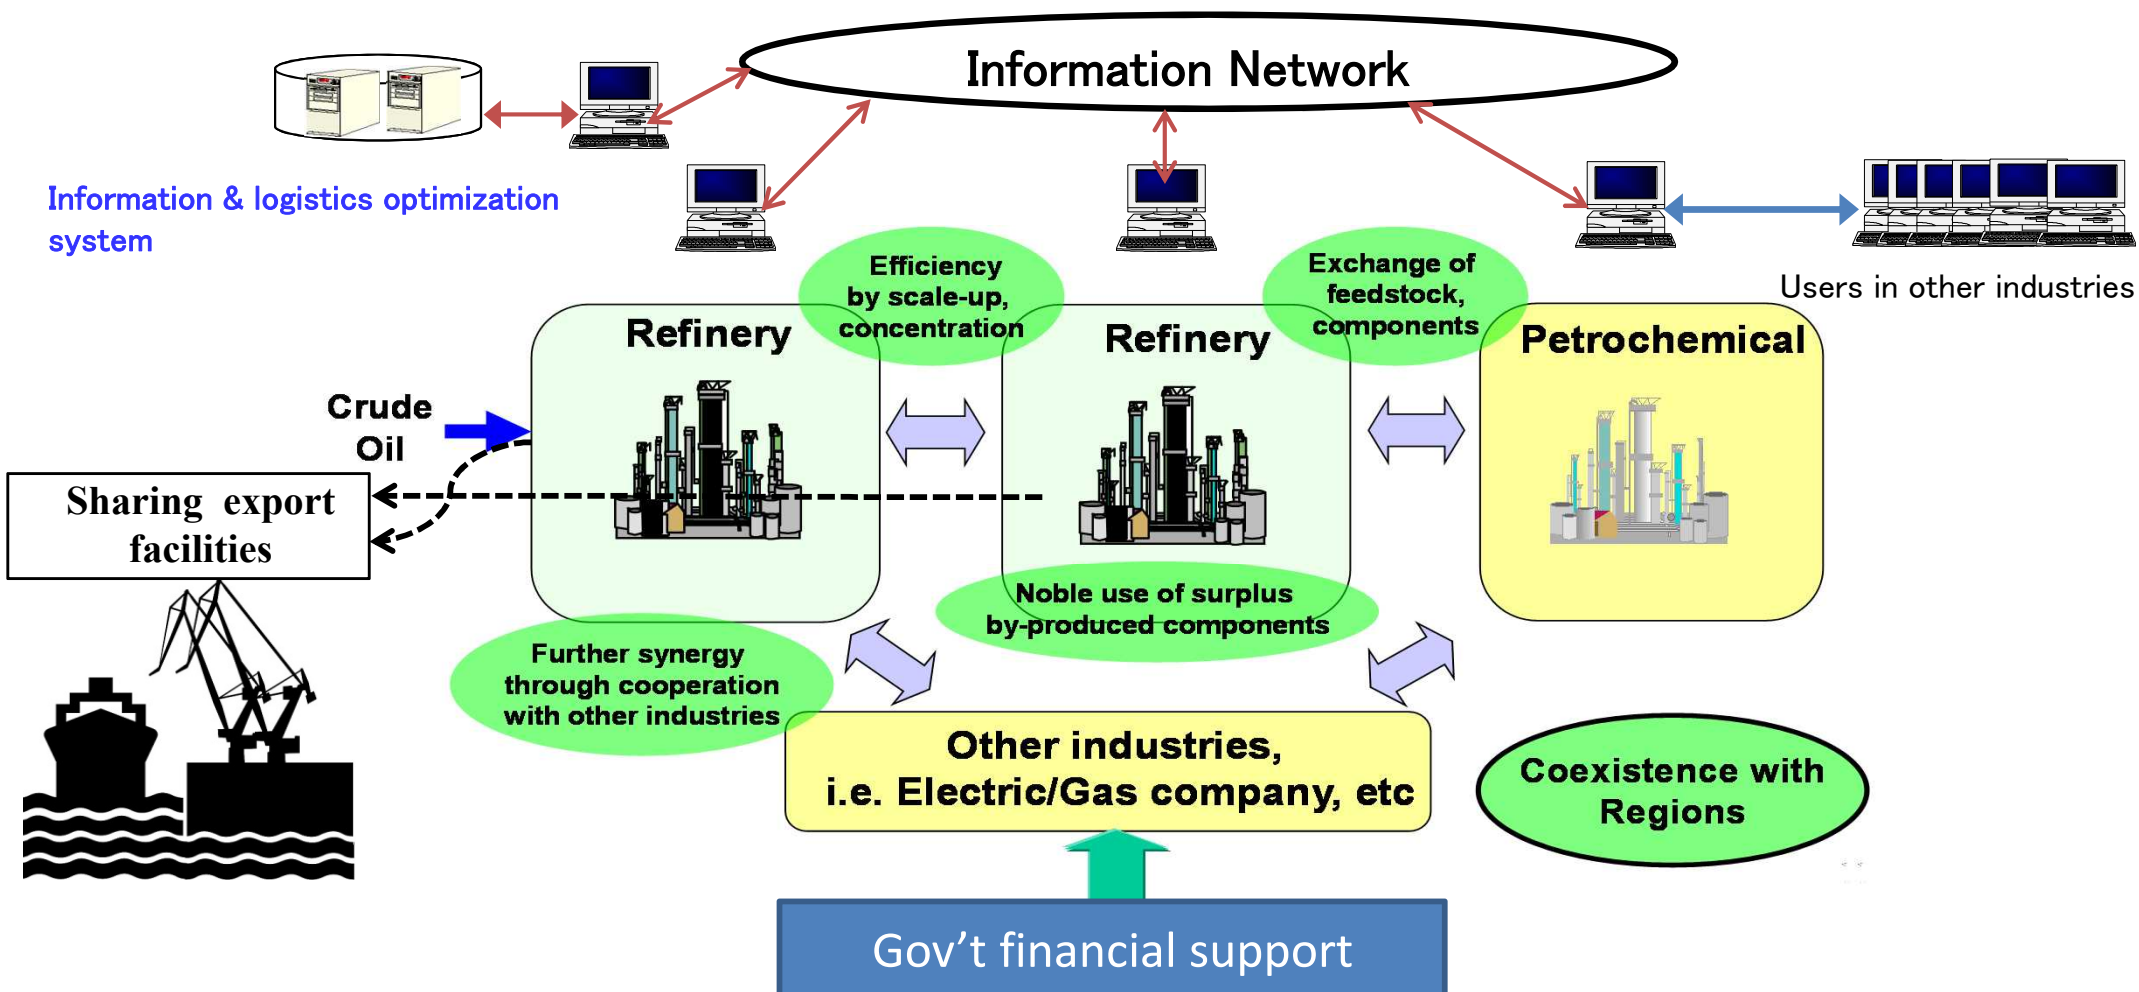 Information Network
Information & logistics optimization
system
Users in other industries
Efficiency
by scale-up,
concentration
Exchange of
feedstock,
components
Refinery
Refinery
Petrochemical
Crude
Oil
Sharing export
facilities
Noble use of surplus
by-produced components
Further synergy
through cooperation
with other industries
Other industries,
i.e. Electric/Gas company, etc
Coexistence with
Regions
Gov’t financial support